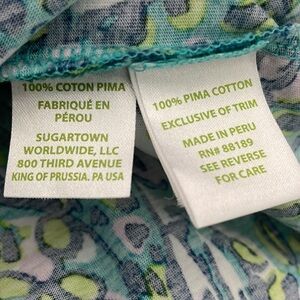 100% COTON PIMA
FABRIQUÉ EN
PÉROU
SUGARTOWN
WORLDWIDE, LLC
800 THIRD AVENUE
KING OF PRUSSIA. PA USA
100% PIMA COTTON
EXCLUSIVE OF TRIM
MADE IN PERU
RN# 88189
SEE REVERSE
FOR CARE